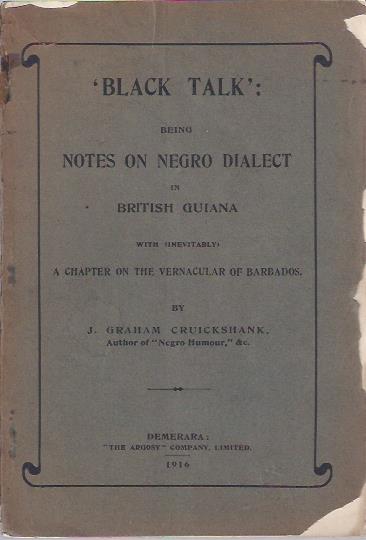 'BLACK TALK':
BEING
NOTES ON NEGRO DIALECT
IN
BRITISH GUIANA
WITH (INEVITABLY)
A CHAPTER ON THE VERNACULAR OF BARBADOS.
BY
J. GRAHAM CRUICKSHANK,
Author of "Negro Humour," &c.
DEMERARA:
"THE ARGOSY" COMPANY, LIMITED.
1916